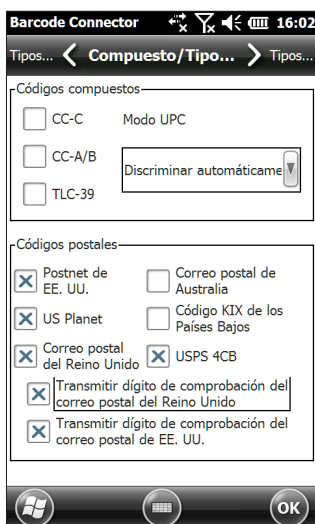 Barcode Connector 16:02
Tipos... Compuesto/Tipo... Tipos...
Códigos compuestos
CC-C Modo UPC
CC-A/B
Discriminar automáticame
TLC-39
Códigos postales
Postnet de
EE. UU.
Correo postal de
Australia
US Planet
Código KIX de los
Países Bajos
Correo postal
del Reino Unido
USPS 4CB
Transmitir dígito de comprobación del
correo postal del Reino Unido
Transmitir dígito de comprobación del
correo postal de EE. UU.
OK